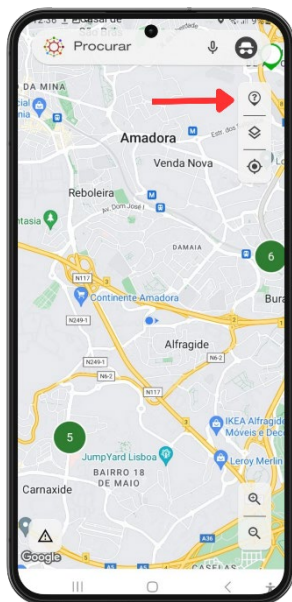 12:36
Procurar
DA MINA
Amadora
Venda Nova
Reboleira
Av. Dom José I
DAMAIA
6
N117
Continente Amadora
Bura
N249-1
Alfragide
N6-2
N249-1
N6-2
N117
IKEA Alfragide
Móveis e Deco
5
JumpYard Lisboa
Leroy Merlin
BAIRRO 18
DE MAIO
Carnaxide
A36
CASELAS
Google